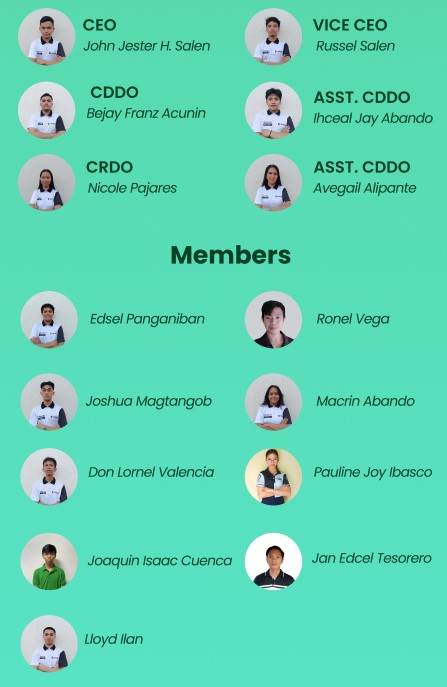 CEO
John Jester H. Salen
VICE CEO
Russel Salen
CDDO
Bejay Franz Acunin
ASST. CDDO
Ihceal Jay Abando
CRDO
Nicole Pajares
ASST. CDDO
Avegail Alipante
Members
Edsel Panganiban
Ronel Vega
Joshua Magtangob
Macrin Abando
Don Lornel Valencia
Pauline Joy Ibasco
Joaquin Isaac Cuenca
Jan Edcel Tesorero
Lloyd Ilan